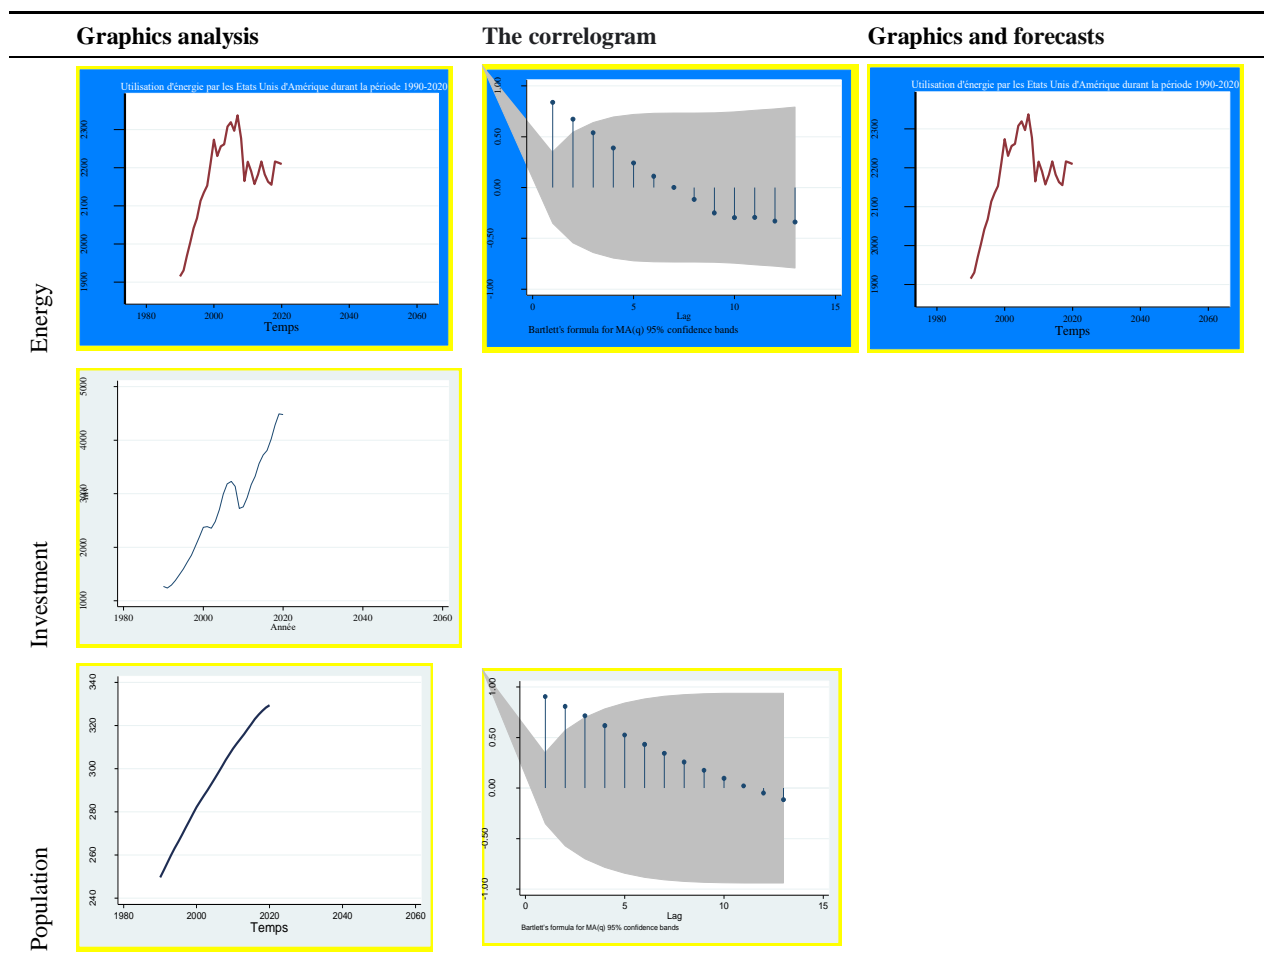 Graphics analysis The correlogram Graphics and forecasts
Energy
Utilisation d'énergie par les Etats Unis d'Amérique durant la période 1990-2020
2300
2200
2100
2000
1900
1980 2000 2020 2040 2060
Temps
1.00
0.50
0.00
-0.50
-1.00
0 5 10 15
Lag
Bartlett's formula for MA(q) 95% confidence bands
Utilisation d'énergie par les Etats Unis d'Amérique durant la période 1990-2020
2300
2200
2100
2000
1900
1980 2000 2020 2040 2060
Temps
Investment
5000
4000
3000
2000
1000
1980 2000 2020 2040 2060
Année
Population
340
320
300
280
260
240
1980 2000 2020 2040 2060
Temps
1.00
0.50
0.00
-0.50
-1.00
0 5 10 15
Lag
Bartlett's formula for MA(q) 95% confidence bands